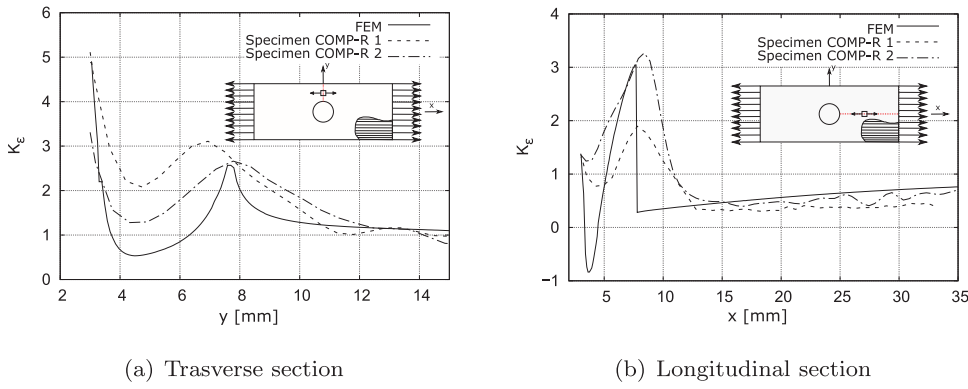 FEM
Specimen COMP-R 1
Specimen COMP-R 2
y
x
6
5
4
3
2
1
0
Kε
2 4 6 8 10 12 14
y [mm]
(a) Trasverse section
FEM
Specimen COMP-R 1
Specimen COMP-R 2
y
x
4
3
2
1
0
−1
Kε
5 10 15 20 25 30 35
x [mm]
(b) Longitudinal section